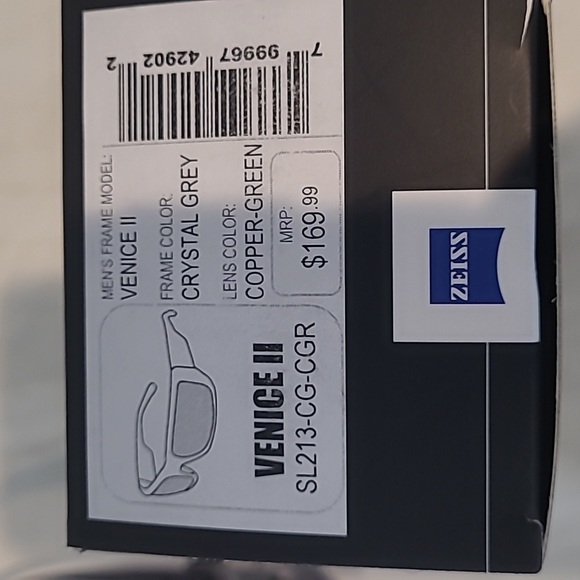 MEN'S FRAME MODEL:
VENICE II
FRAME COLOR:
CRYSTAL GREY
LENS COLOR:
COPPER-GREEN
MRP:
$169.99
7 99967 42902 2
VENICE II
SL213-CG-CGR
ZEISS